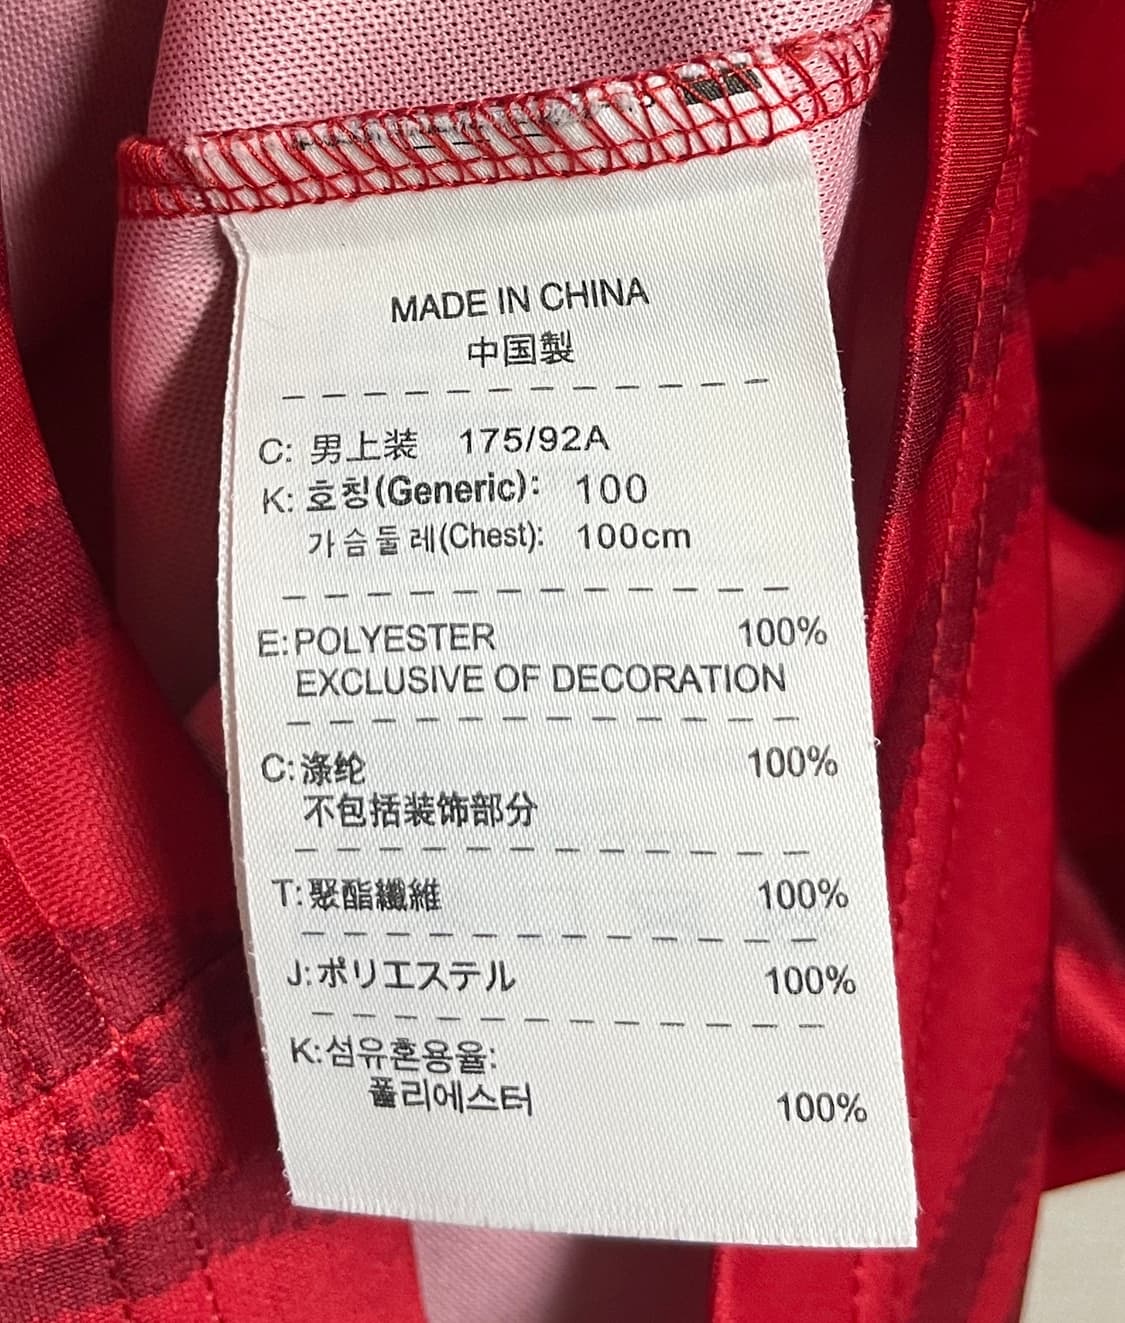 MADE IN CHINA
中国製
C: 男上装 175/92A
K: 호칭(Generic): 100
가슴둘레(Chest): 100cm
E:POLYESTER 100%
EXCLUSIVE OF DECORATION
C:涤纶 100%
不包括装饰部分
T:聚酯纖維 100%
J:ポリエステル 100%
K:섬유혼용율:
폴리에스터 100%